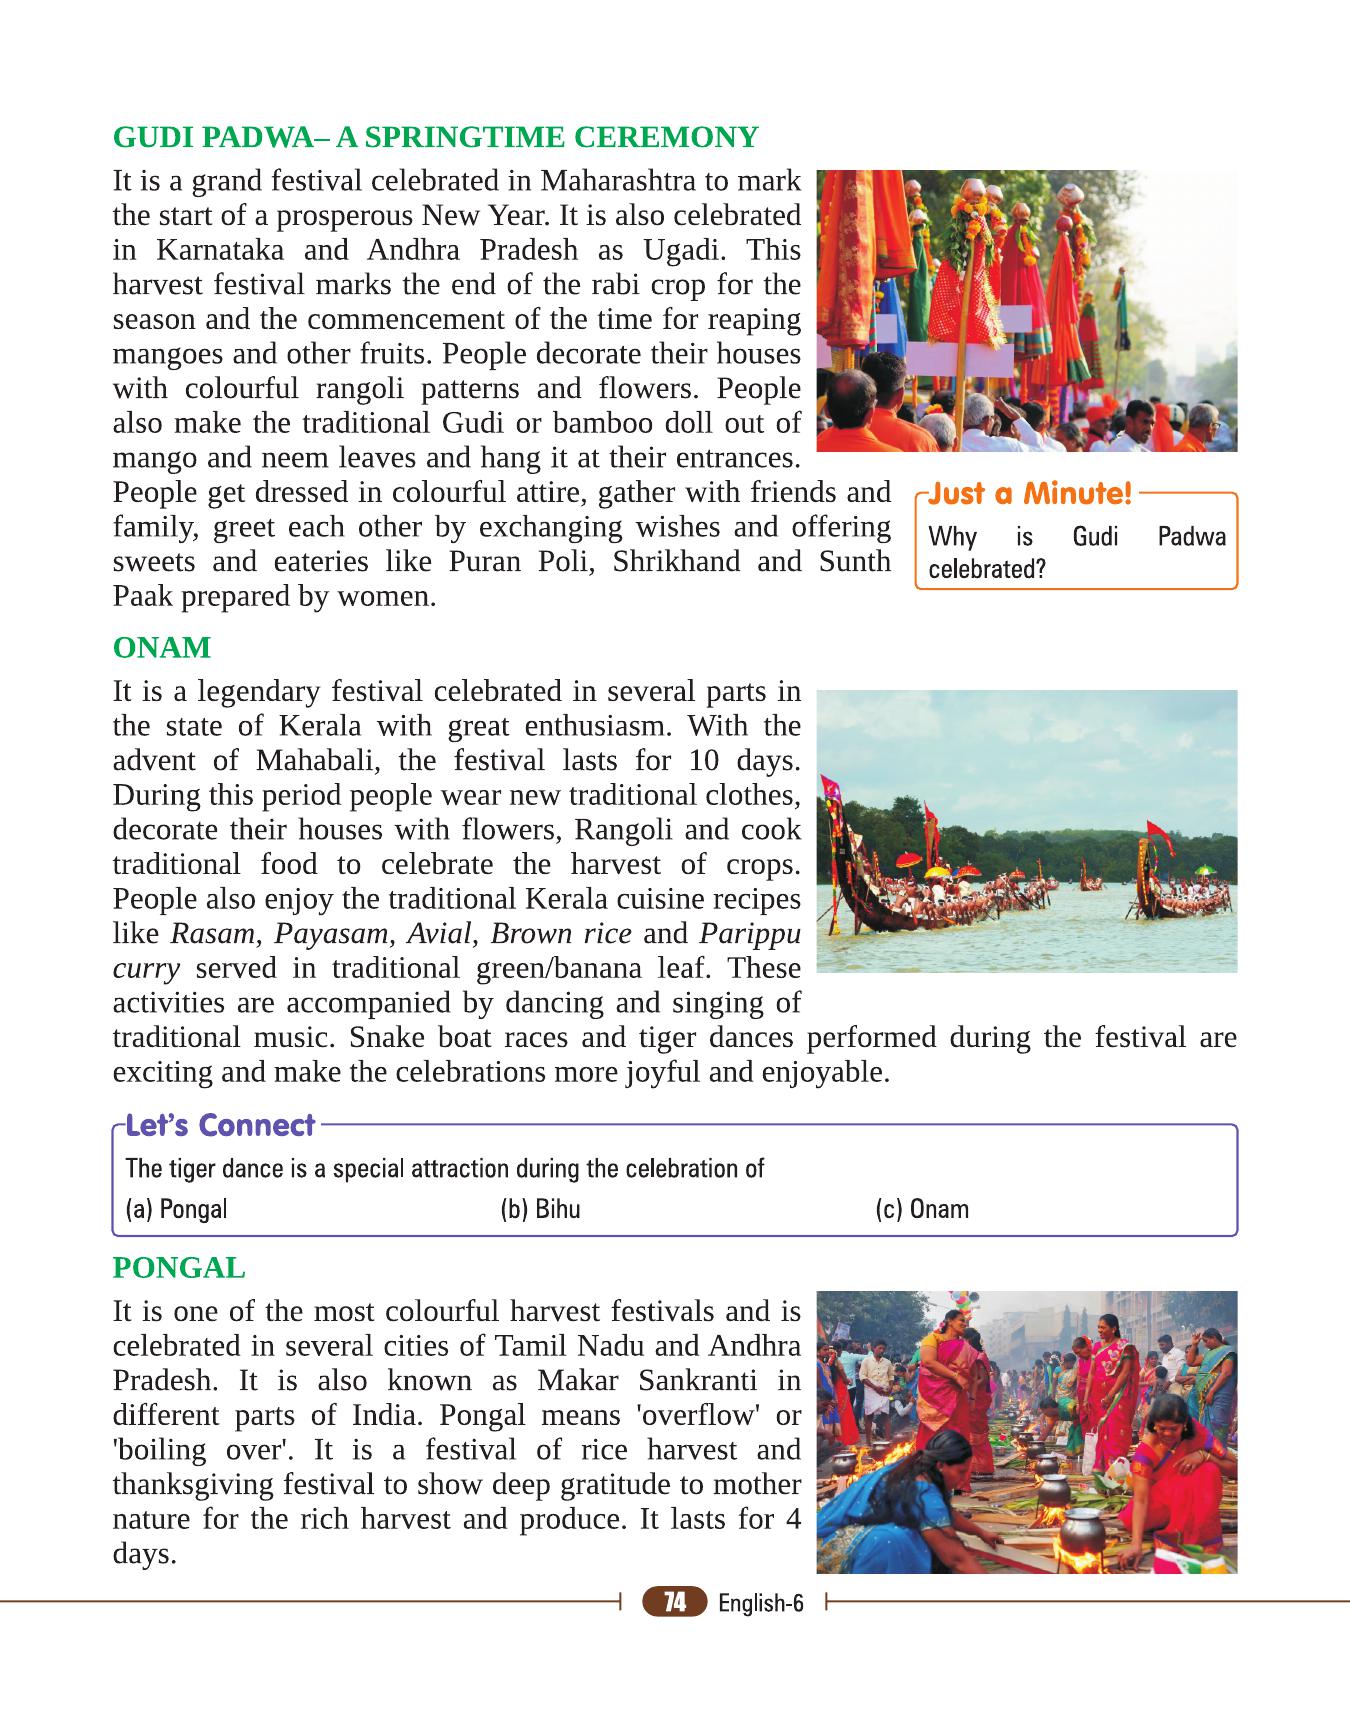 GUDI PADWA– A SPRINGTIME CEREMONY
It is a grand festival celebrated in Maharashtra to mark
the start of a prosperous New Year. It is also celebrated
in Karnataka and Andhra Pradesh as Ugadi. This
harvest festival marks the end of the rabi crop for the
season and the commencement of the time for reaping
mangoes and other fruits. People decorate their houses
with colourful rangoli patterns and flowers. People
also make the traditional Gudi or bamboo doll out of
mango and neem leaves and hang it at their entrances.
People get dressed in colourful attire, gather with friends and
family, greet each other by exchanging wishes and offering
sweets and eateries like Puran Poli, Shrikhand and Sunth
Paak prepared by women.
Just a Minute!
Why is Gudi Padwa
celebrated?
ONAM
It is a legendary festival celebrated in several parts in
the state of Kerala with great enthusiasm. With the
advent of Mahabali, the festival lasts for 10 days.
During this period people wear new traditional clothes,
decorate their houses with flowers, Rangoli and cook
traditional food to celebrate the harvest of crops.
People also enjoy the traditional Kerala cuisine recipes
like Rasam, Payasam, Avial, Brown rice and Parippu
curry served in traditional green/banana leaf. These
activities are accompanied by dancing and singing of
traditional music. Snake boat races and tiger dances performed during the festival are
exciting and make the celebrations more joyful and enjoyable.
Let's Connect
The tiger dance is a special attraction during the celebration of
(a) Pongal (b) Bihu (c) Onam
PONGAL
It is one of the most colourful harvest festivals and is
celebrated in several cities of Tamil Nadu and Andhra
Pradesh. It is also known as Makar Sankranti in
different parts of India. Pongal means 'overflow' or
'boiling over'. It is a festival of rice harvest and
thanksgiving festival to show deep gratitude to mother
nature for the rich harvest and produce. It lasts for 4
days.
74 English-6